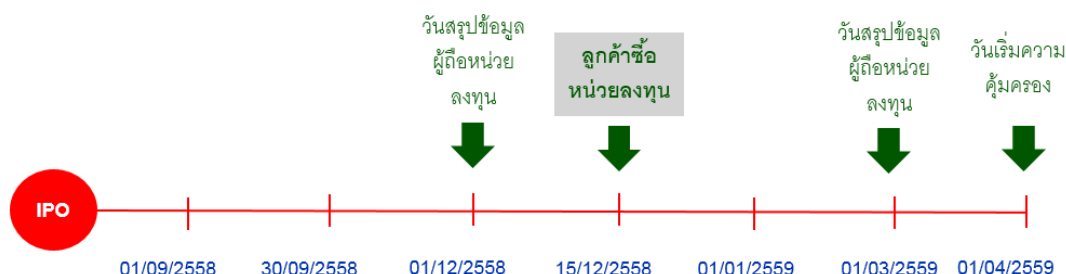 วันสรุปข้อมูล
ผู้ถือหน่วย
ลงทุน
ลูกค้าซื้อ
หน่วยลงทุน
วันสรุปข้อมูล
ผู้ถือหน่วย
ลงทุน
วันเริ่มความ
คุ้มครอง
IPO
01/09/2558 30/09/2558 01/12/2558 15/12/2558 01/01/2559 01/03/2559 01/04/2559